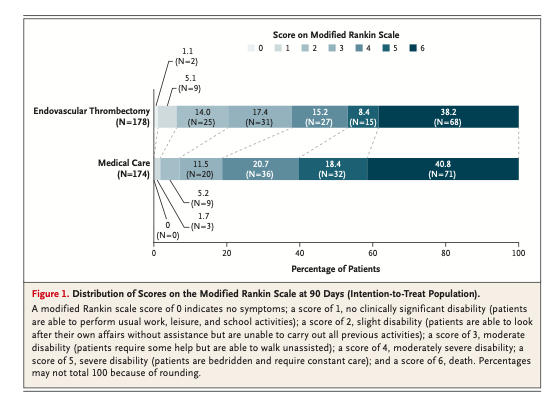 Score on Modified Rankin Scale
0 1 2 3 4 5 6
1.1
(N=2)
5.1
(N=9)
Endovascular Thrombectomy
(N=178)
14.0
(N=25)
17.4
(N=31)
15.2
(N=27)
8.4
(N=15)
38.2
(N=68)
Medical Care
(N=174)
11.5
(N=20)
20.7
(N=36)
18.4
(N=32)
40.8
(N=71)
5.2
(N=9)
1.7
(N=3)
0
(N=0)
0 20 40 60 80 100
Percentage of Patients
Figure 1. Distribution of Scores on the Modified Rankin Scale at 90 Days (Intention-to-Treat Population).
A modified Rankin scale score of 0 indicates no symptoms; a score of 1, no clinically significant disability (patients
are able to perform usual work, leisure, and school activities); a score of 2, slight disability (patients are able to look
after their own affairs without assistance but are unable to carry out all previous activities); a score of 3, moderate
disability (patients require some help but are able to walk unassisted); a score of 4, moderately severe disability; a
score of 5, severe disability (patients are bedridden and require constant care); and a score of 6, death. Percentages
may not total 100 because of rounding.